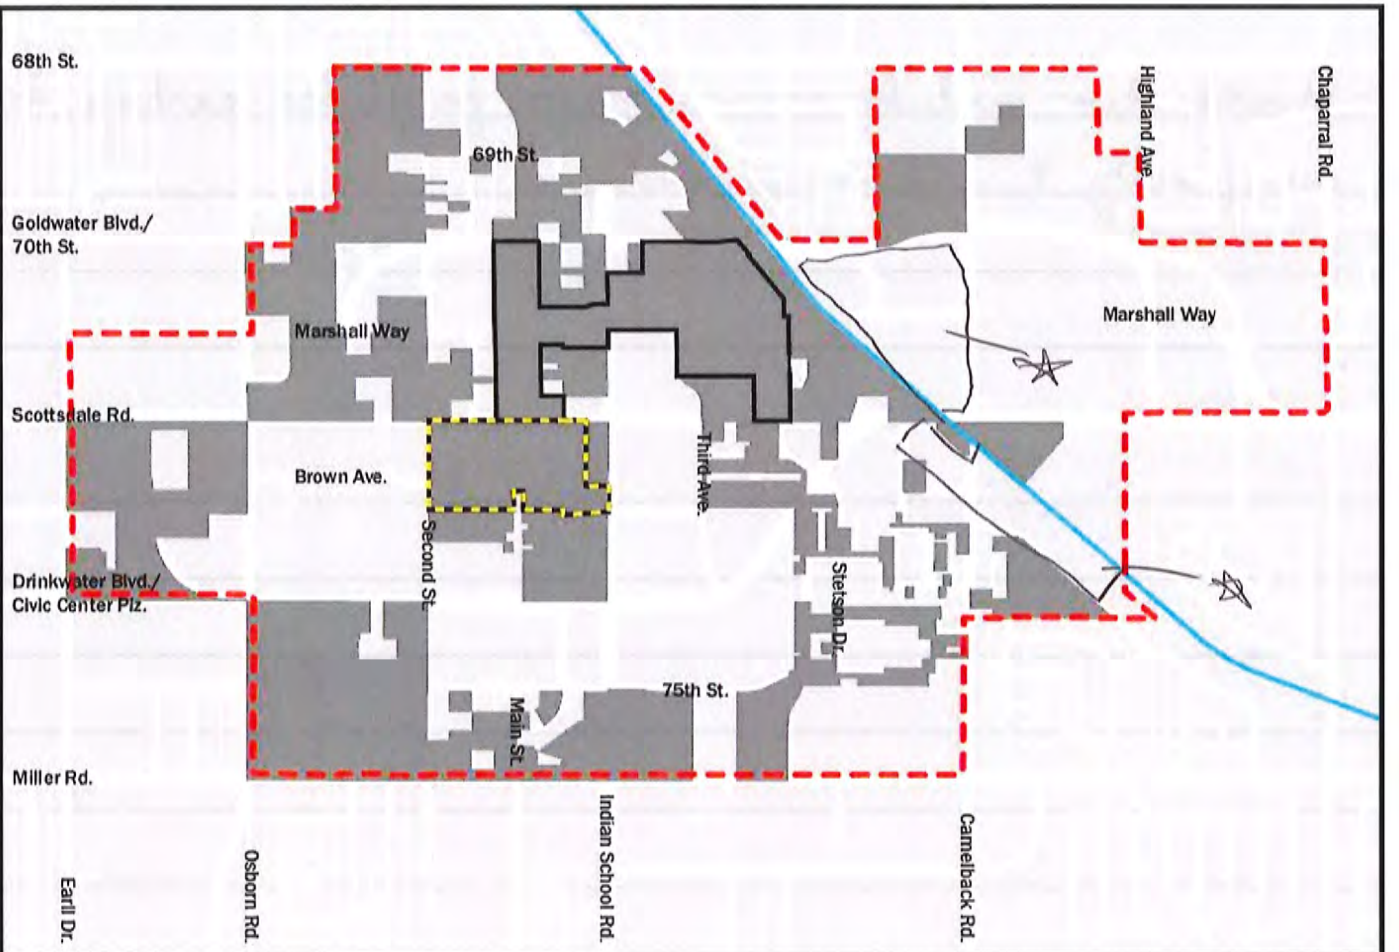 68th St.
Highland Ave.
Chaparral Rd.
69th St.
Goldwater Blvd./
70th St.
Marshall Way
Marshall Way
Scottsdale Rd.
Third Ave.
Brown Ave.
Second St.
Drinkwater Blvd./
Civic Center Plz.
Stetson Dr.
75th St.
Main St.
Miller Rd.
Indian School Rd.
Camelback Rd.
Osborn Rd.
Earll Dr.